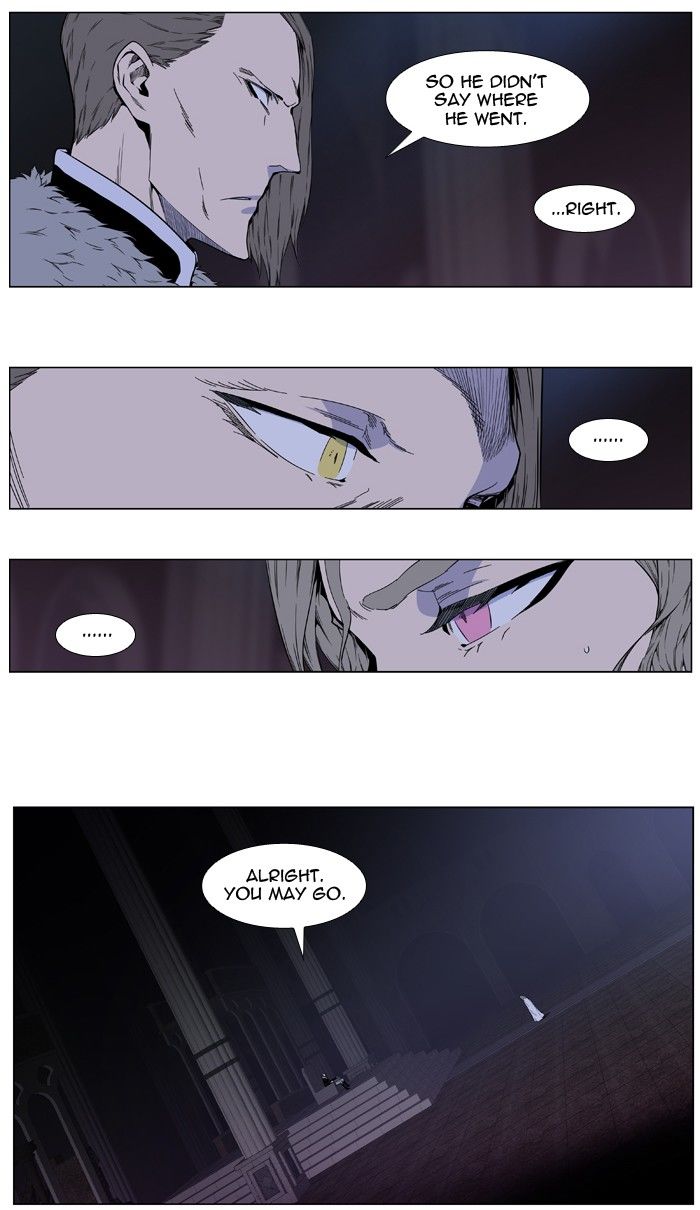 SO HE DIDN'T
SAY WHERE
HE WENT.
...RIGHT.
......
......
ALRIGHT.
YOU MAY GO.